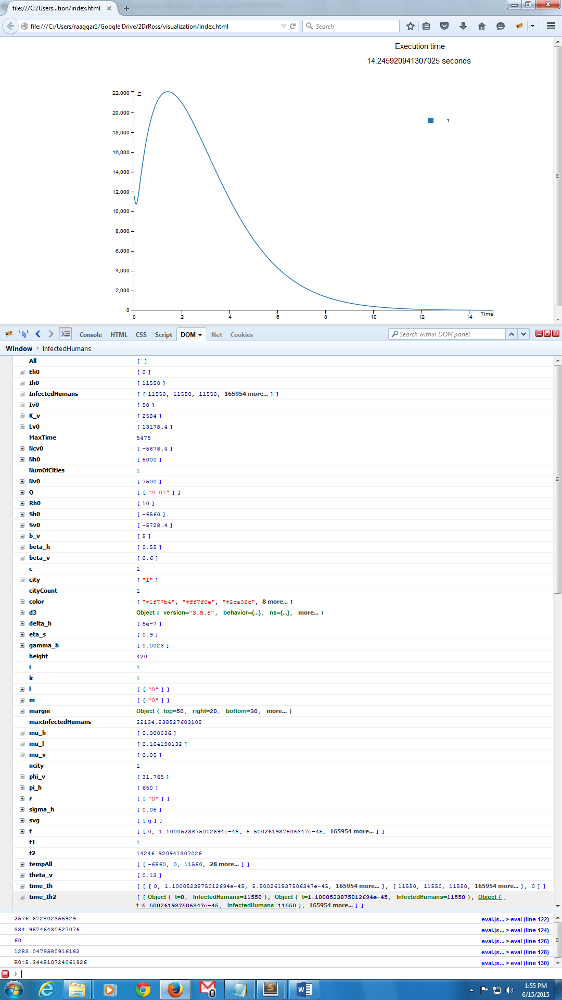 file:///C:/Users...tion/index.html
file:///C:/Users/raaggar1/Google Drive/2DrRoss/visualization/index.html
Search
Execution time
14.245920941307025 seconds
Ih
22,000
20,000
18,000
16,000
14,000
12,000
10,000
8,000
6,000
4,000
2,000
0
1
0 2 4 6 8 10 12 14
Time
Console HTML CSS Script DOM Net Cookies
Search within DOM panel
Window > InfectedHumans
All [ ]
Eh0 [ 0 ]
Ih0 [ 11550 ]
InfectedHumans [ [ 11550, 11550, 11550, 165954 more... ] ]
Iv0 [ 50 ]
K_v [ 2584 ]
Lv0 [ 13178.4 ]
MaxTime 5475
Ncv0 [ -5678.4 ]
Nh0 [ 5000 ]
NumOfCities 1
Nv0 [ 7500 ]
Q [ [ "0.01" ] ]
Rh0 [ 10 ]
Sh0 [ -6560 ]
Sv0 [ -5728.4 ]
b_v [ 5 ]
beta_h [ 0.55 ]
beta_v [ 0.6 ]
c 1
city [ "1" ]
cityCount 1
color [ "#1f77b4", "#ff7f0e", "#2ca02c", 8 more... ]
d3 Object { version="3.5.5", behavior={...}, ns={...}, more... }
delta_h [ 5e-7 ]
eta_s [ 0.9 ]
gamma_h [ 0.0023 ]
height 420
i 1
k 1
l [ [ "0" ] ]
m [ [ "0" ] ]
margin Object { top=50, right=20, bottom=30, more... }
maxInfectedHumans 22134.838527603108
mu_h [ 0.000036 ]
mu_l [ 0.104190132 ]
mu_v [ 0.05 ]
ncity 1
phi_v [ 31.765 ]
pi_h [ 650 ]
r [ [ "0" ] ]
sigma_h [ 0.05 ]
svg [ [ g ] ]
t [ [ 0, 1.1000523875012694e-45, 5.500261937506347e-45, 165954 more... ] ]
t1 1
t2 14246.920941307026
tempAll [ [ -6560, 0, 11550, 28 more... ] ]
theta_v [ 0.13 ]
time_Ih [ [ [ 0, 1.1000523875012694e-45, 5.500261937506347e-45, 165954 more... ], [ 11550, 11550, 11550, 165954 more... ], 0 ] ]
time_Ih2 [ [ Object { t=0, InfectedHumans=11550 }, Object { t=1.1000523875012694e-45, InfectedHumans=11550 }, Object {
t=5.500261937506347e-45, InfectedHumans=11550 }, 165954 more... ] ]
2576.672802355929 eval.js... > eval (line 122)
334.96746430627076 eval.js... > eval (line 124)
60 eval.js... > eval (line 126)
1283.0479580916162 eval.js... > eval (line 128)
R0:5.344510724061926 eval.js... > eval (line 130)
1:55 PM
6/15/2015